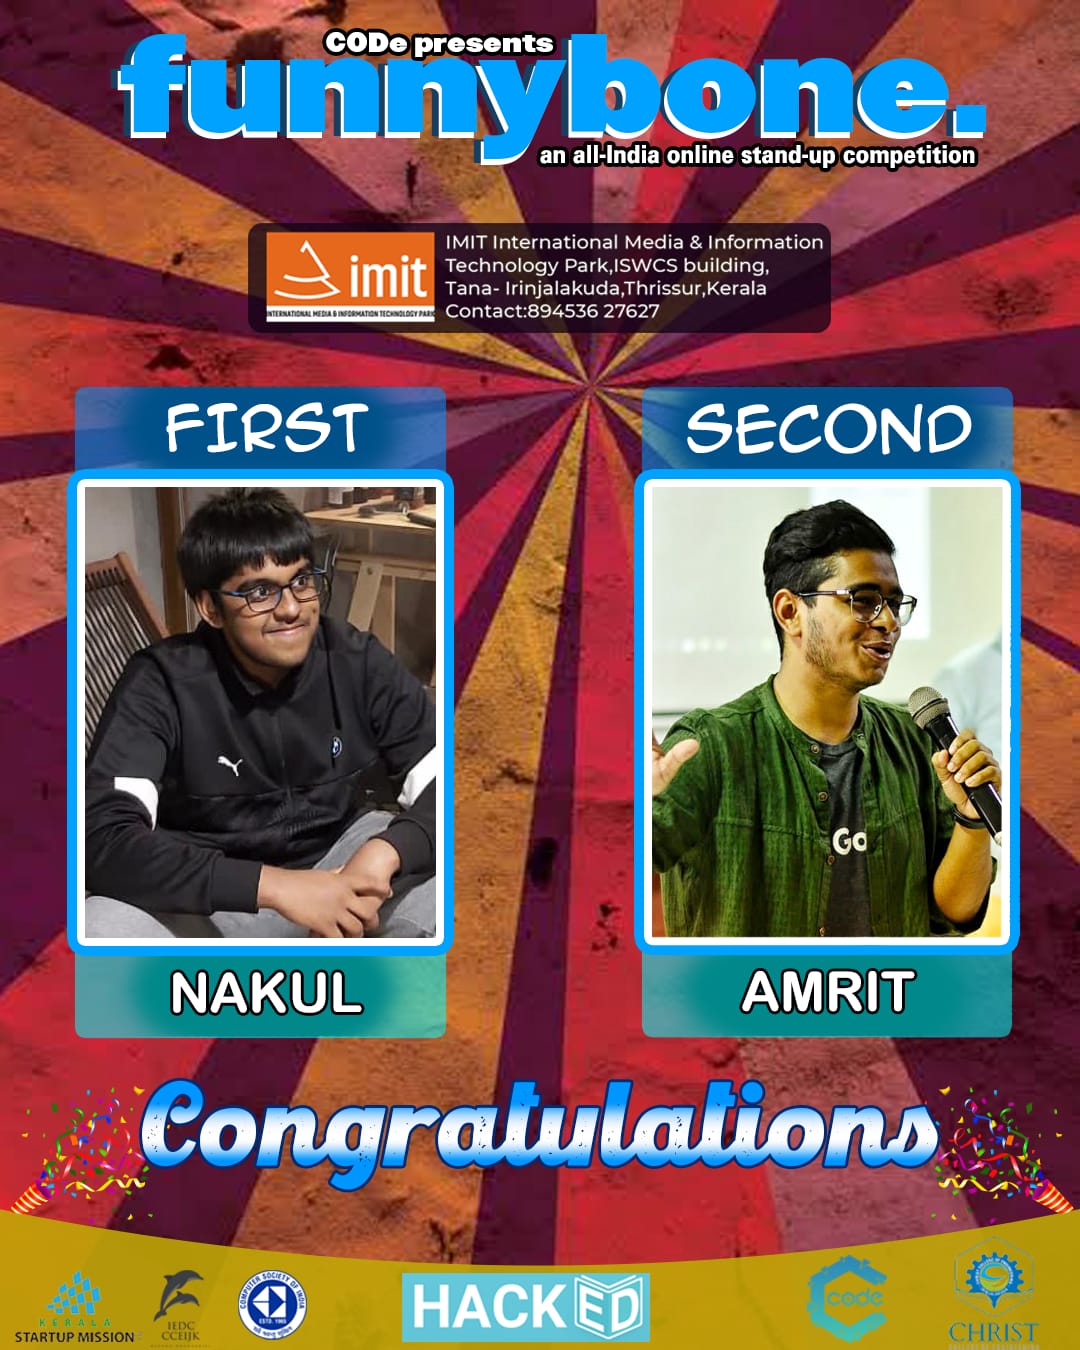 CODe presents
funnybone.
an all-India online stand-up competition
imit
INTERNATIONAL MEDIA & INFORMATION TECHNOLOGY PARK
IMIT International Media & Information
Technology Park,ISWCS building,
Tana- Irinjalakuda,Thrissur,Kerala
Contact:894536 27627
FIRST
SECOND
Go
NAKUL
AMRIT
Congratulations
KERALA
STARTUP MISSION
IEDC
CCEIJK
COMPUTER SOCIETY OF INDIA
ESTD. 1965
HACKED
code
CHRIST